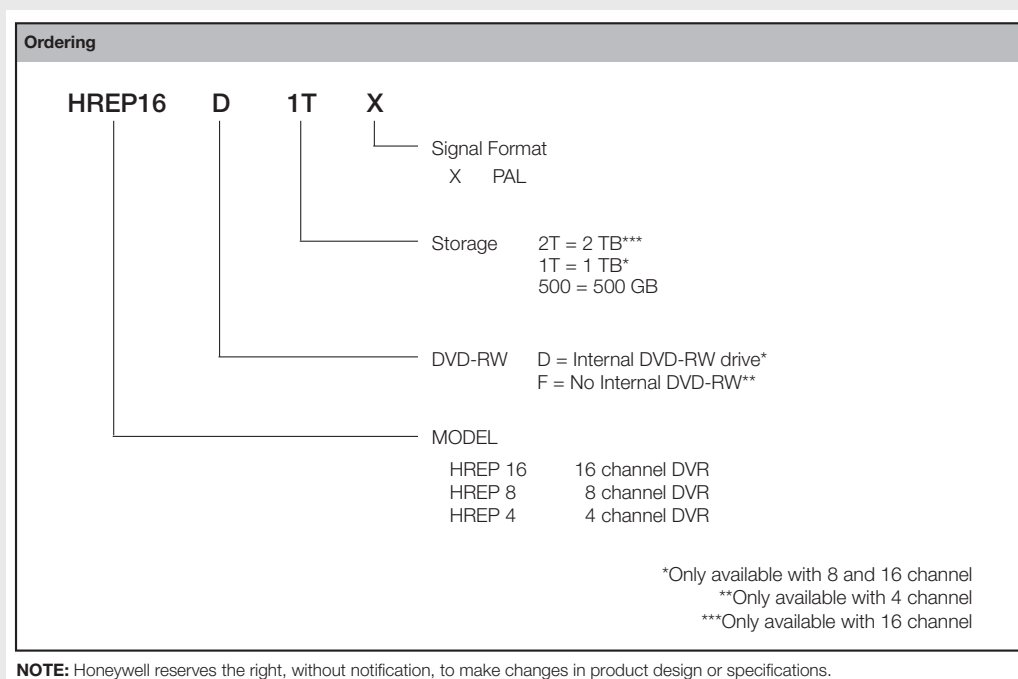 Ordering
HREP16 D 1T X
Signal Format
X PAL
Storage 2T = 2 TB***
1T = 1 TB*
500 = 500 GB
DVD-RW D = Internal DVD-RW drive*
F = No Internal DVD-RW**
MODEL
HREP 16 16 channel DVR
HREP 8 8 channel DVR
HREP 4 4 channel DVR
*Only available with 8 and 16 channel
**Only available with 4 channel
***Only available with 16 channel
NOTE: Honeywell reserves the right, without notification, to make changes in product design or specifications.